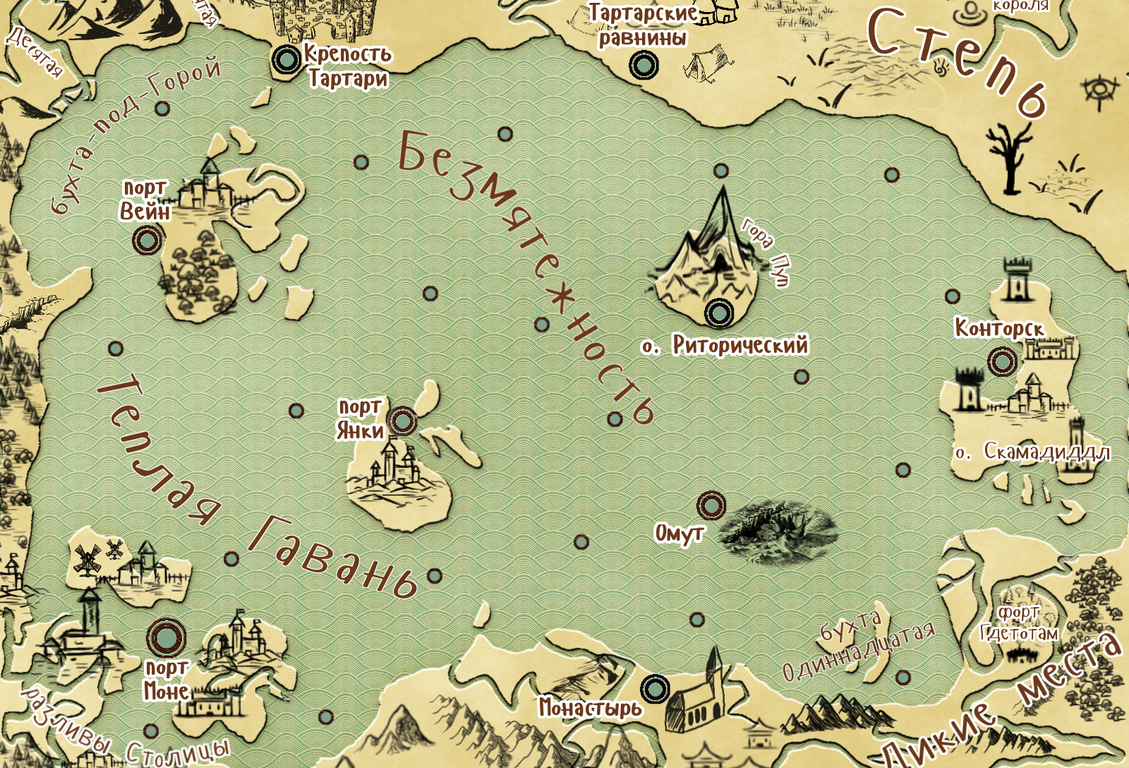 Десятая
Крепость
Тартари
Тартарские
равнины
Степь
короля
бухта-под-Горой
порт
Вейн
Безмятежность
гора Пуп
о. Риторический
Конторск
о. Скамадиддл
порт
Янки
Теплая Гавань
Омут
порт
Моне
разливы Столицы
Монастырь
бухта
Одиннадцатая
форт
Гдетотам
Дикие места